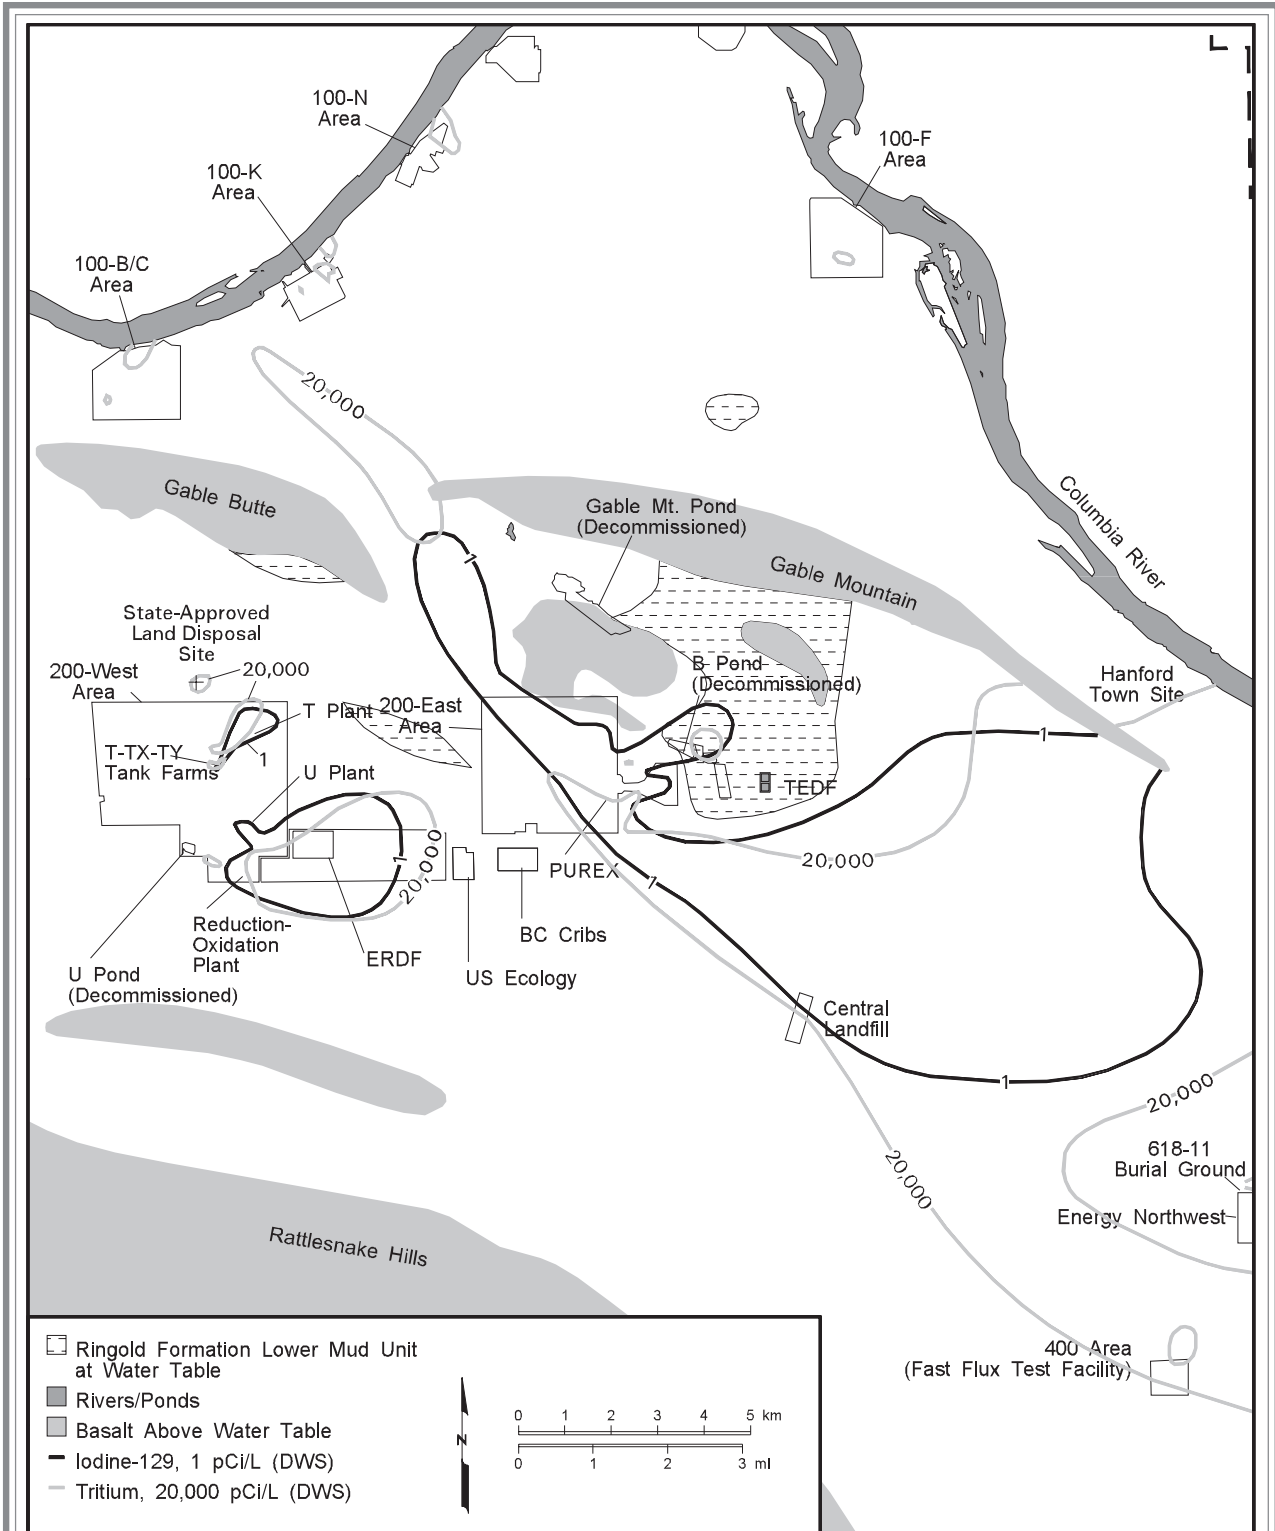 100-N
Area
100-F
Area
100-K
Area
100-B/C
Area
20,000
Gable Butte
Gable Mt. Pond
(Decommissioned)
Columbia River
1
Gable Mountain
State-Approved
Land Disposal
Site
20,000
200-West
Area
B Pond
(Decommissioned)
Hanford
Town Site
T Plant
200-East
Area
1
T-TX-TY
Tank Farms
1
U Plant
TEDF
1
20,000
20,000
PUREX
1
Reduction-
Oxidation
Plant
BC Cribs
ERDF
US Ecology
U Pond
(Decommissioned)
Central
Landfill
1
20,000
618-11
Burial Ground
20,000
Energy Northwest
Rattlesnake Hills
400 Area
(Fast Flux Test Facility)
Ringold Formation Lower Mud Unit
at Water Table
Rivers/Ponds
Basalt Above Water Table
Iodine-129, 1 pCi/L (DWS)
Tritium, 20,000 pCi/L (DWS)
N
0 1 2 3 4 5 km
0 1 2 3 mi